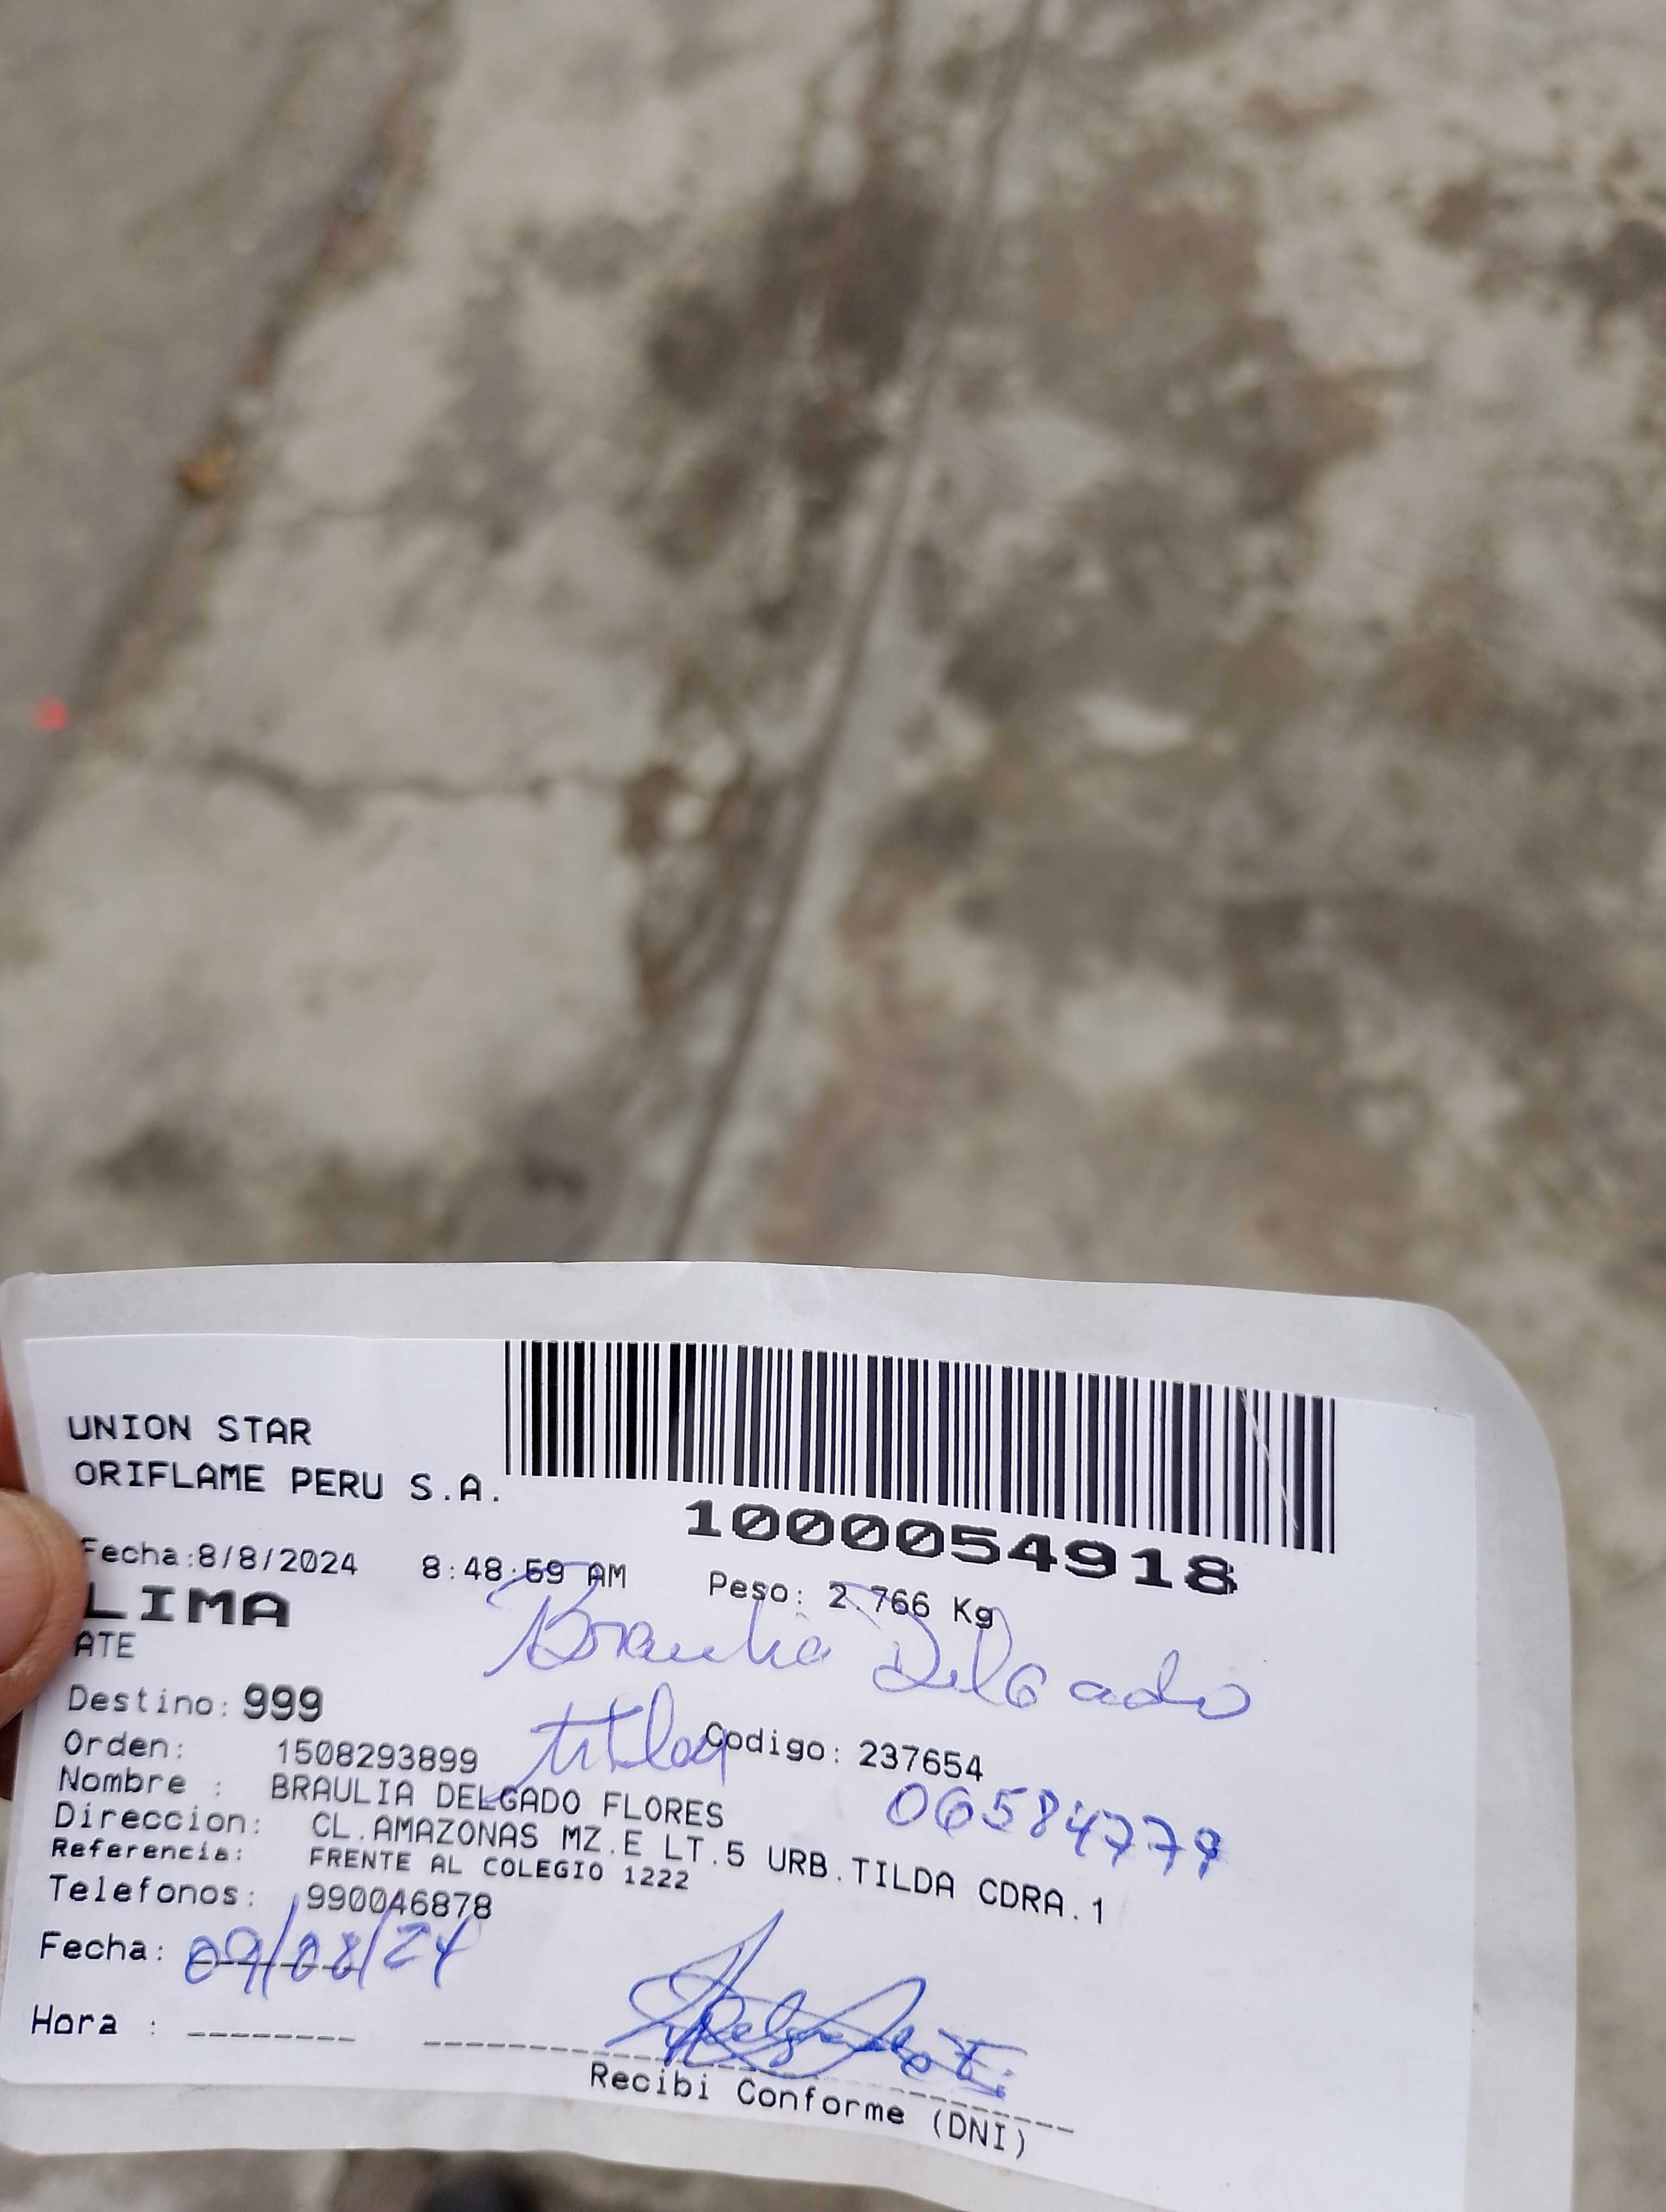 UNION STAR
ORIFLAME PERU S.A.
1000054918
Fecha:8/8/2024 8:48:59 AM Peso: 2.766 Kg
LIMA
ATE
Braulia Delgado
Destino: 999
titular
Codigo: 237654
Orden: 1508293899
Nombre : BRAULIA DELGADO FLORES
06584779
Direccion: CL.AMAZONAS MZ.E LT.5 URB.TILDA CDRA.1
Referencia: FRENTE AL COLEGIO 1222
Telefonos: 990046878
Fecha: 09/08/24
Hora :
Recibi Conforme (DNI)